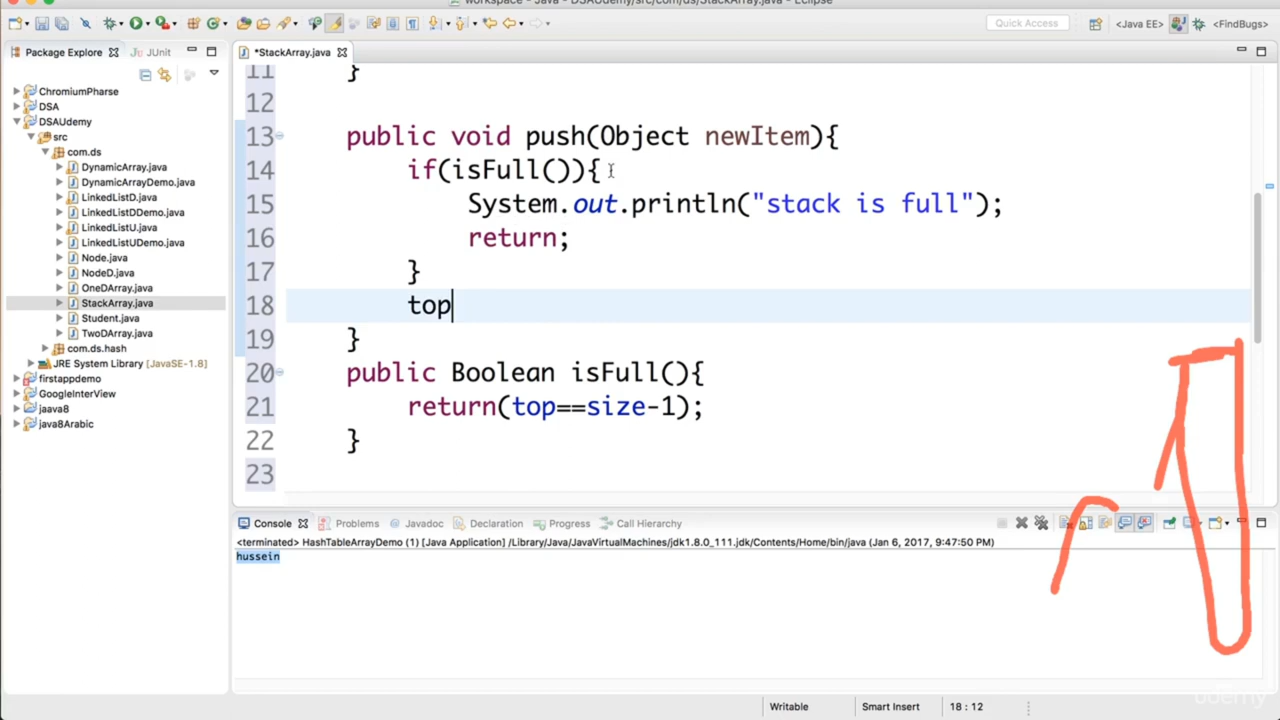 workspace - Java - DSAUdemy/src/com/ds/StackArray.java - Eclipse
Quick Access
<Java EE>
<FindBugs>
Package Explorer
JUnit
*StackArray.java
ChromiumPharse
DSA
DSAUdemy
src
com.ds
DynamicArray.java
DynamicArrayDemo.java
LinkedListD.java
LinkedListDDemo.java
LinkedListU.java
LinkedListUDemo.java
Node.java
NodeD.java
OneDArray.java
StackArray.java
Student.java
TwoDArray.java
com.ds.hash
JRE System Library [JavaSE-1.8]
firstappdemo
GoogleInterView
jaava8
java8Arabic
11 }
12
13 public void push(Object newItem){
14 if(isFull()){
15 System.out.println("stack is full");
16 return;
17 }
18 top
19 }
20 public Boolean isFull(){
21 return(top==size-1);
22 }
23
Console
Problems
Javadoc
Declaration
Progress
Call Hierarchy
<terminated> HashTableArrayDemo (1) [Java Application] /Library/Java/JavaVirtualMachines/jdk1.8.0_111.jdk/Contents/Home/bin/java (Jan 6, 2017, 9:47:50 PM)
hussein
Writable
Smart Insert
18 : 12
udemy